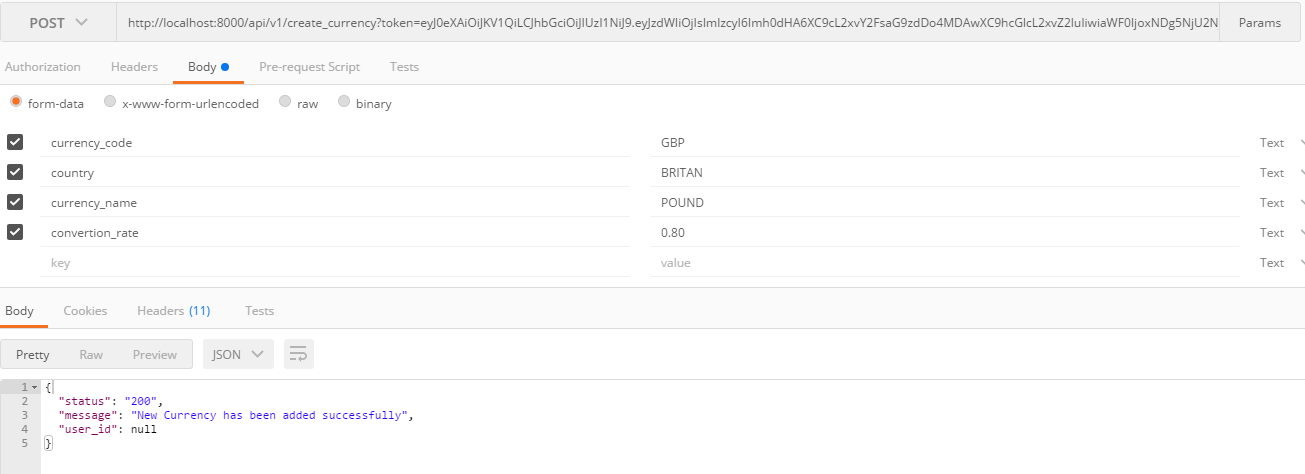 POST http://localhost:8000/api/v1/create_currency?token=eyJ0eXAiOiJKV1QiLCJhbGciOiJIUzI1NiJ9.eyJzdWIiOjIsImlzcyI6Imh0dHA6XC9cL2xvY2FsaG9zdDo4MDAwXC9hcGlcL2xvZ2luIiwiaWF0IjoxNDg5NjU2N Params
Authorization Headers Body Pre-request Script Tests
form-data x-www-form-urlencoded raw binary
currency_code GBP Text
country BRITAN Text
currency_name POUND Text
convertion_rate 0.80 Text
key value Text
Body Cookies Headers (11) Tests
Pretty Raw Preview JSON
1 {
2 "status": "200",
3 "message": "New Currency has been added successfully",
4 "user_id": null
5 }